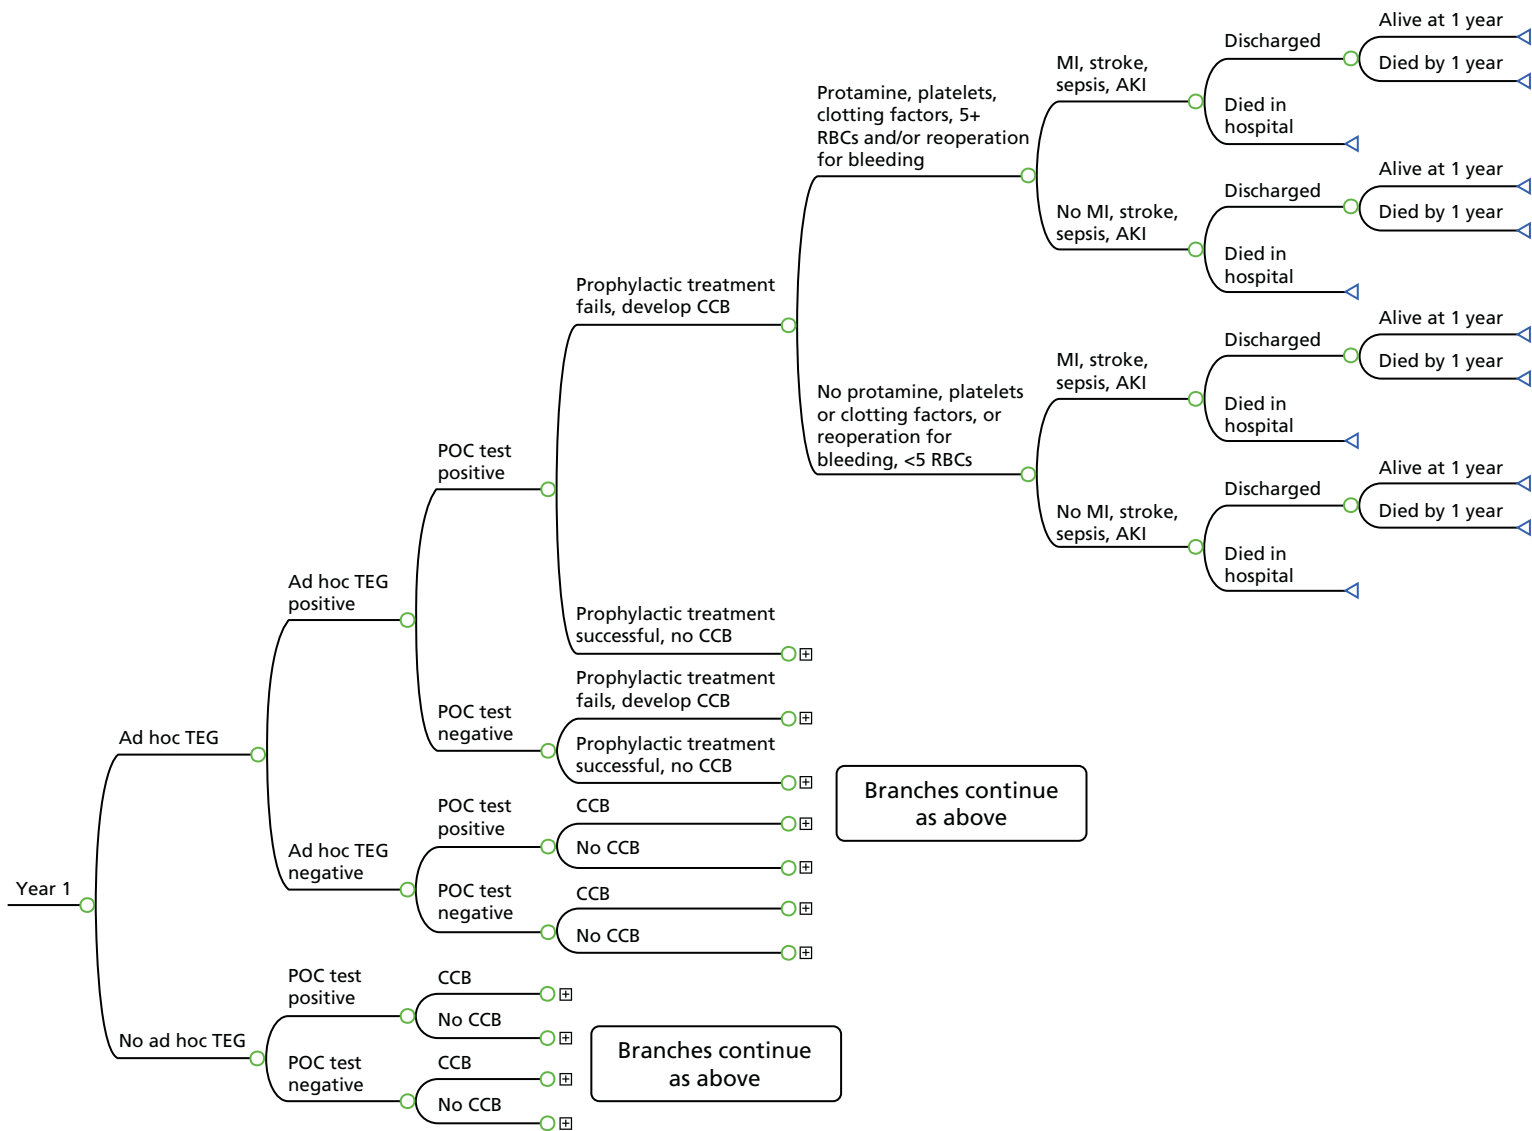 Year 1
Ad hoc TEG
No ad hoc TEG
Ad hoc TEG
positive
Ad hoc TEG
negative
POC test
positive
POC test
negative
POC test
positive
POC test
negative
POC test
positive
POC test
negative
Prophylactic treatment
fails, develop CCB
Prophylactic treatment
successful, no CCB
Prophylactic treatment
fails, develop CCB
Prophylactic treatment
successful, no CCB
CCB
No CCB
CCB
No CCB
CCB
No CCB
CCB
No CCB
Protamine, platelets,
clotting factors, 5+
RBCs and/or reoperation
for bleeding
No protamine, platelets
or clotting factors, or
reoperation for
bleeding, <5 RBCs
MI, stroke,
sepsis, AKI
No MI, stroke,
sepsis, AKI
MI, stroke,
sepsis, AKI
No MI, stroke,
sepsis, AKI
Discharged
Died in
hospital
Discharged
Died in
hospital
Discharged
Died in
hospital
Discharged
Died in
hospital
Alive at 1 year
Died by 1 year
Alive at 1 year
Died by 1 year
Alive at 1 year
Died by 1 year
Alive at 1 year
Died by 1 year
Branches continue
as above
Branches continue
as above